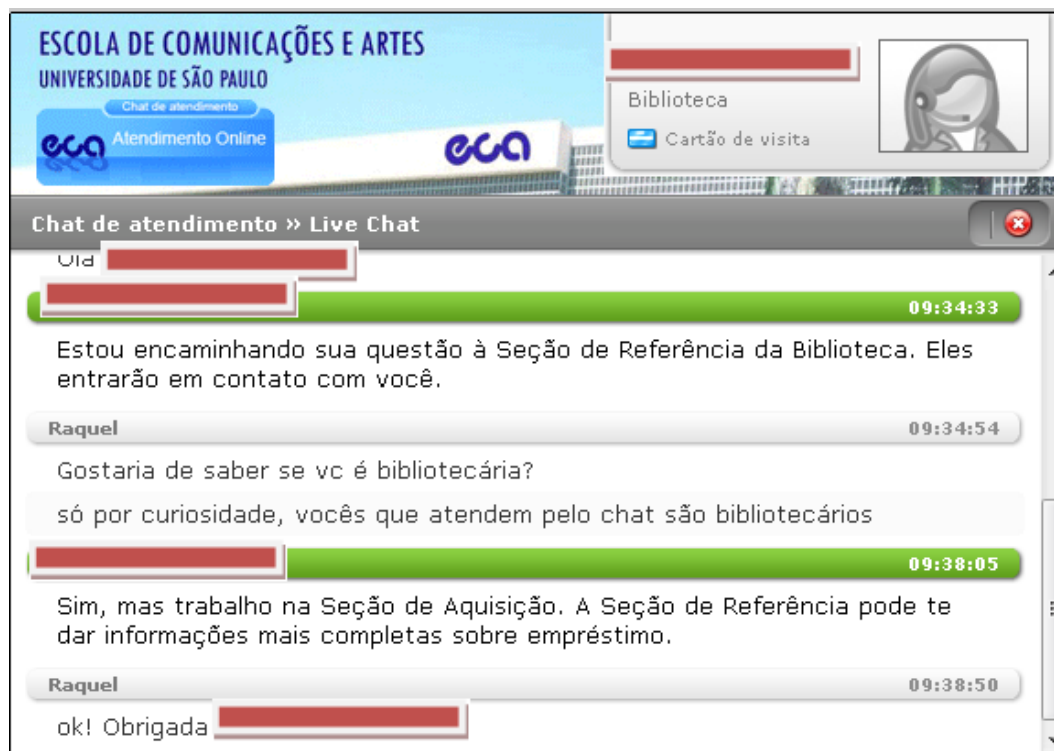 ESCOLA DE COMUNICAÇÕES E ARTES
UNIVERSIDADE DE SÃO PAULO
Chat de atendimento
eca Atendimento Online
eca
Biblioteca
Cartão de visita
Chat de atendimento » Live Chat
Olá
09:34:33
Estou encaminhando sua questão à Seção de Referência da Biblioteca. Eles
entrarão em contato com você.
Raquel 09:34:54
Gostaria de saber se vc é bibliotecária?
só por curiosidade, vocês que atendem pelo chat são bibliotecários
09:38:05
Sim, mas trabalho na Seção de Aquisição. A Seção de Referência pode te
dar informações mais completas sobre empréstimo.
Raquel 09:38:50
ok! Obrigada